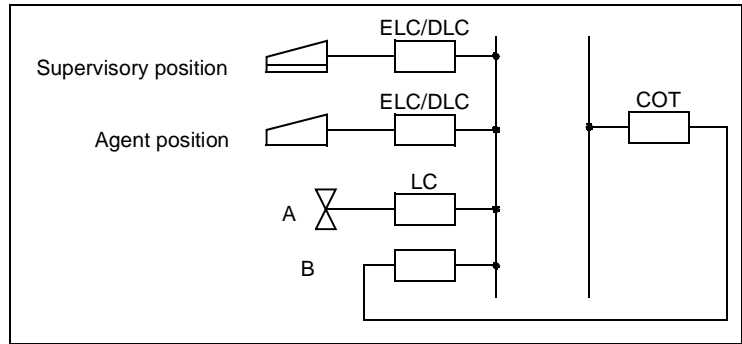 ELC/DLC
Supervisory position
ELC/DLC
COT
Agent position
LC
A
B